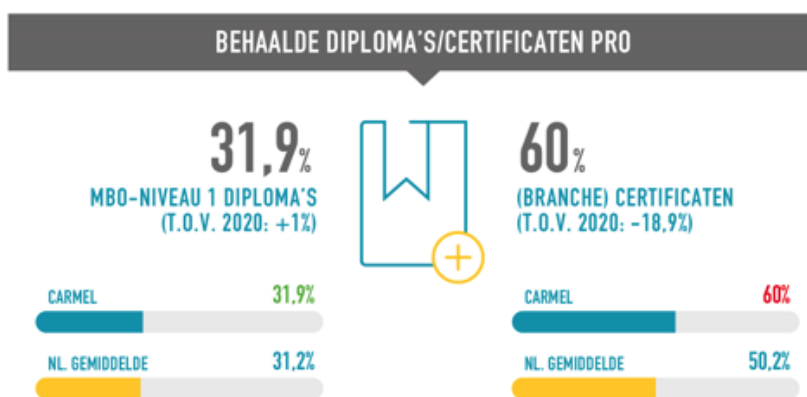 BEHAALDE DIPLOMA'S/CERTIFICATEN PRO
31,9%
MBO-NIVEAU 1 DIPLOMA'S
(T.O.V. 2020: +1%)
60%
(BRANCHE) CERTIFICATEN
(T.O.V. 2020: -18,9%)
CARMEL 31,9%
NL. GEMIDDELDE 31,2%
CARMEL 60%
NL. GEMIDDELDE 50,2%